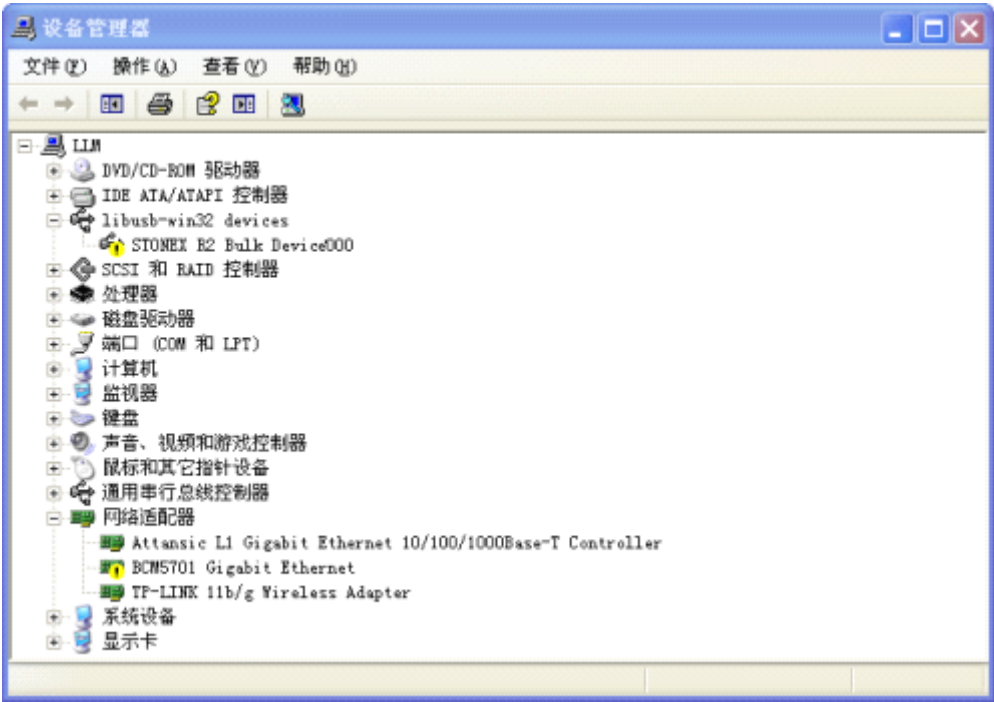 设备管理器
文件(F) 操作(A) 查看(V) 帮助(H)
LLM
DVD/CD-ROM 驱动器
IDE ATA/ATAPI 控制器
libusb-win32 devices
STONEX R2 Bulk Device000
SCSI 和 RAID 控制器
处理器
磁盘驱动器
端口 (COM 和 LPT)
计算机
监视器
键盘
声音、视频和游戏控制器
鼠标和其它指针设备
通用串行总线控制器
网络适配器
Attansic L1 Gigabit Ethernet 10/100/1000Base-T Controller
BCM5701 Gigabit Ethernet
TP-LINK 11b/g Wireless Adapter
系统设备
显示卡